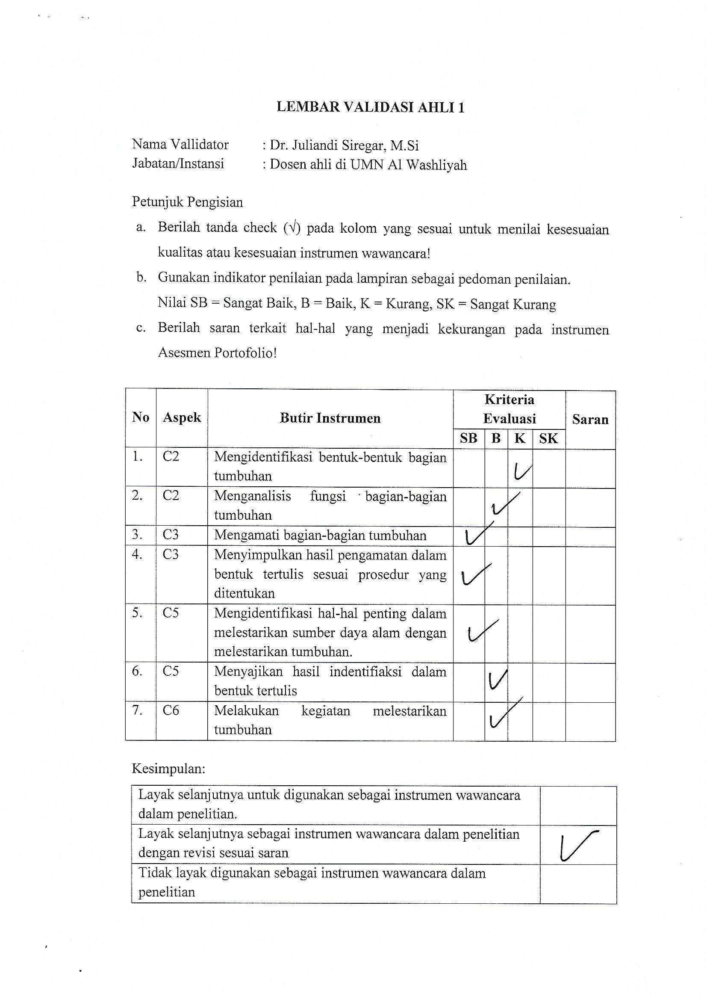 LEMBAR VALIDASI AHLI 1
Nama Vallidator : Dr. Juliandi Siregar, M.Si
Jabatan/Instansi : Dosen ahli di UMN Al Washliyah
Petunjuk Pengisian
a. Berilah tanda check (√) pada kolom yang sesuai untuk menilai kesesuaian
kualitas atau kesesuaian instrumen wawancara!
b. Gunakan indikator penilaian pada lampiran sebagai pedoman penilaian.
Nilai SB = Sangat Baik, B = Baik, K = Kurang, SK = Sangat Kurang
c. Berilah saran terkait hal-hal yang menjadi kekurangan pada instrumen
Asesmen Portofolio!
No Aspek Butir Instrumen Kriteria Evaluasi Saran
SB B K SK
1. C2 Mengidentifikasi bentuk-bentuk bagian
tumbuhan ✓
2. C2 Menganalisis fungsi bagian-bagian
tumbuhan ✓
3. C3 Mengamati bagian-bagian tumbuhan ✓
4. C3 Menyimpulkan hasil pengamatan dalam
bentuk tertulis sesuai prosedur yang ✓
ditentukan
5. C5 Mengidentifikasi hal-hal penting dalam
melestarikan sumber daya alam dengan ✓
melestarikan tumbuhan.
6. C5 Menyajikan hasil indentifiaksi dalam ✓
bentuk tertulis
7. C6 Melakukan kegiatan melestarikan ✓
tumbuhan
Kesimpulan:
Layak selanjutnya untuk digunakan sebagai instrumen wawancara
dalam penelitian.
Layak selanjutnya sebagai instrumen wawancara dalam penelitian ✓
dengan revisi sesuai saran
Tidak layak digunakan sebagai instrumen wawancara dalam
penelitian